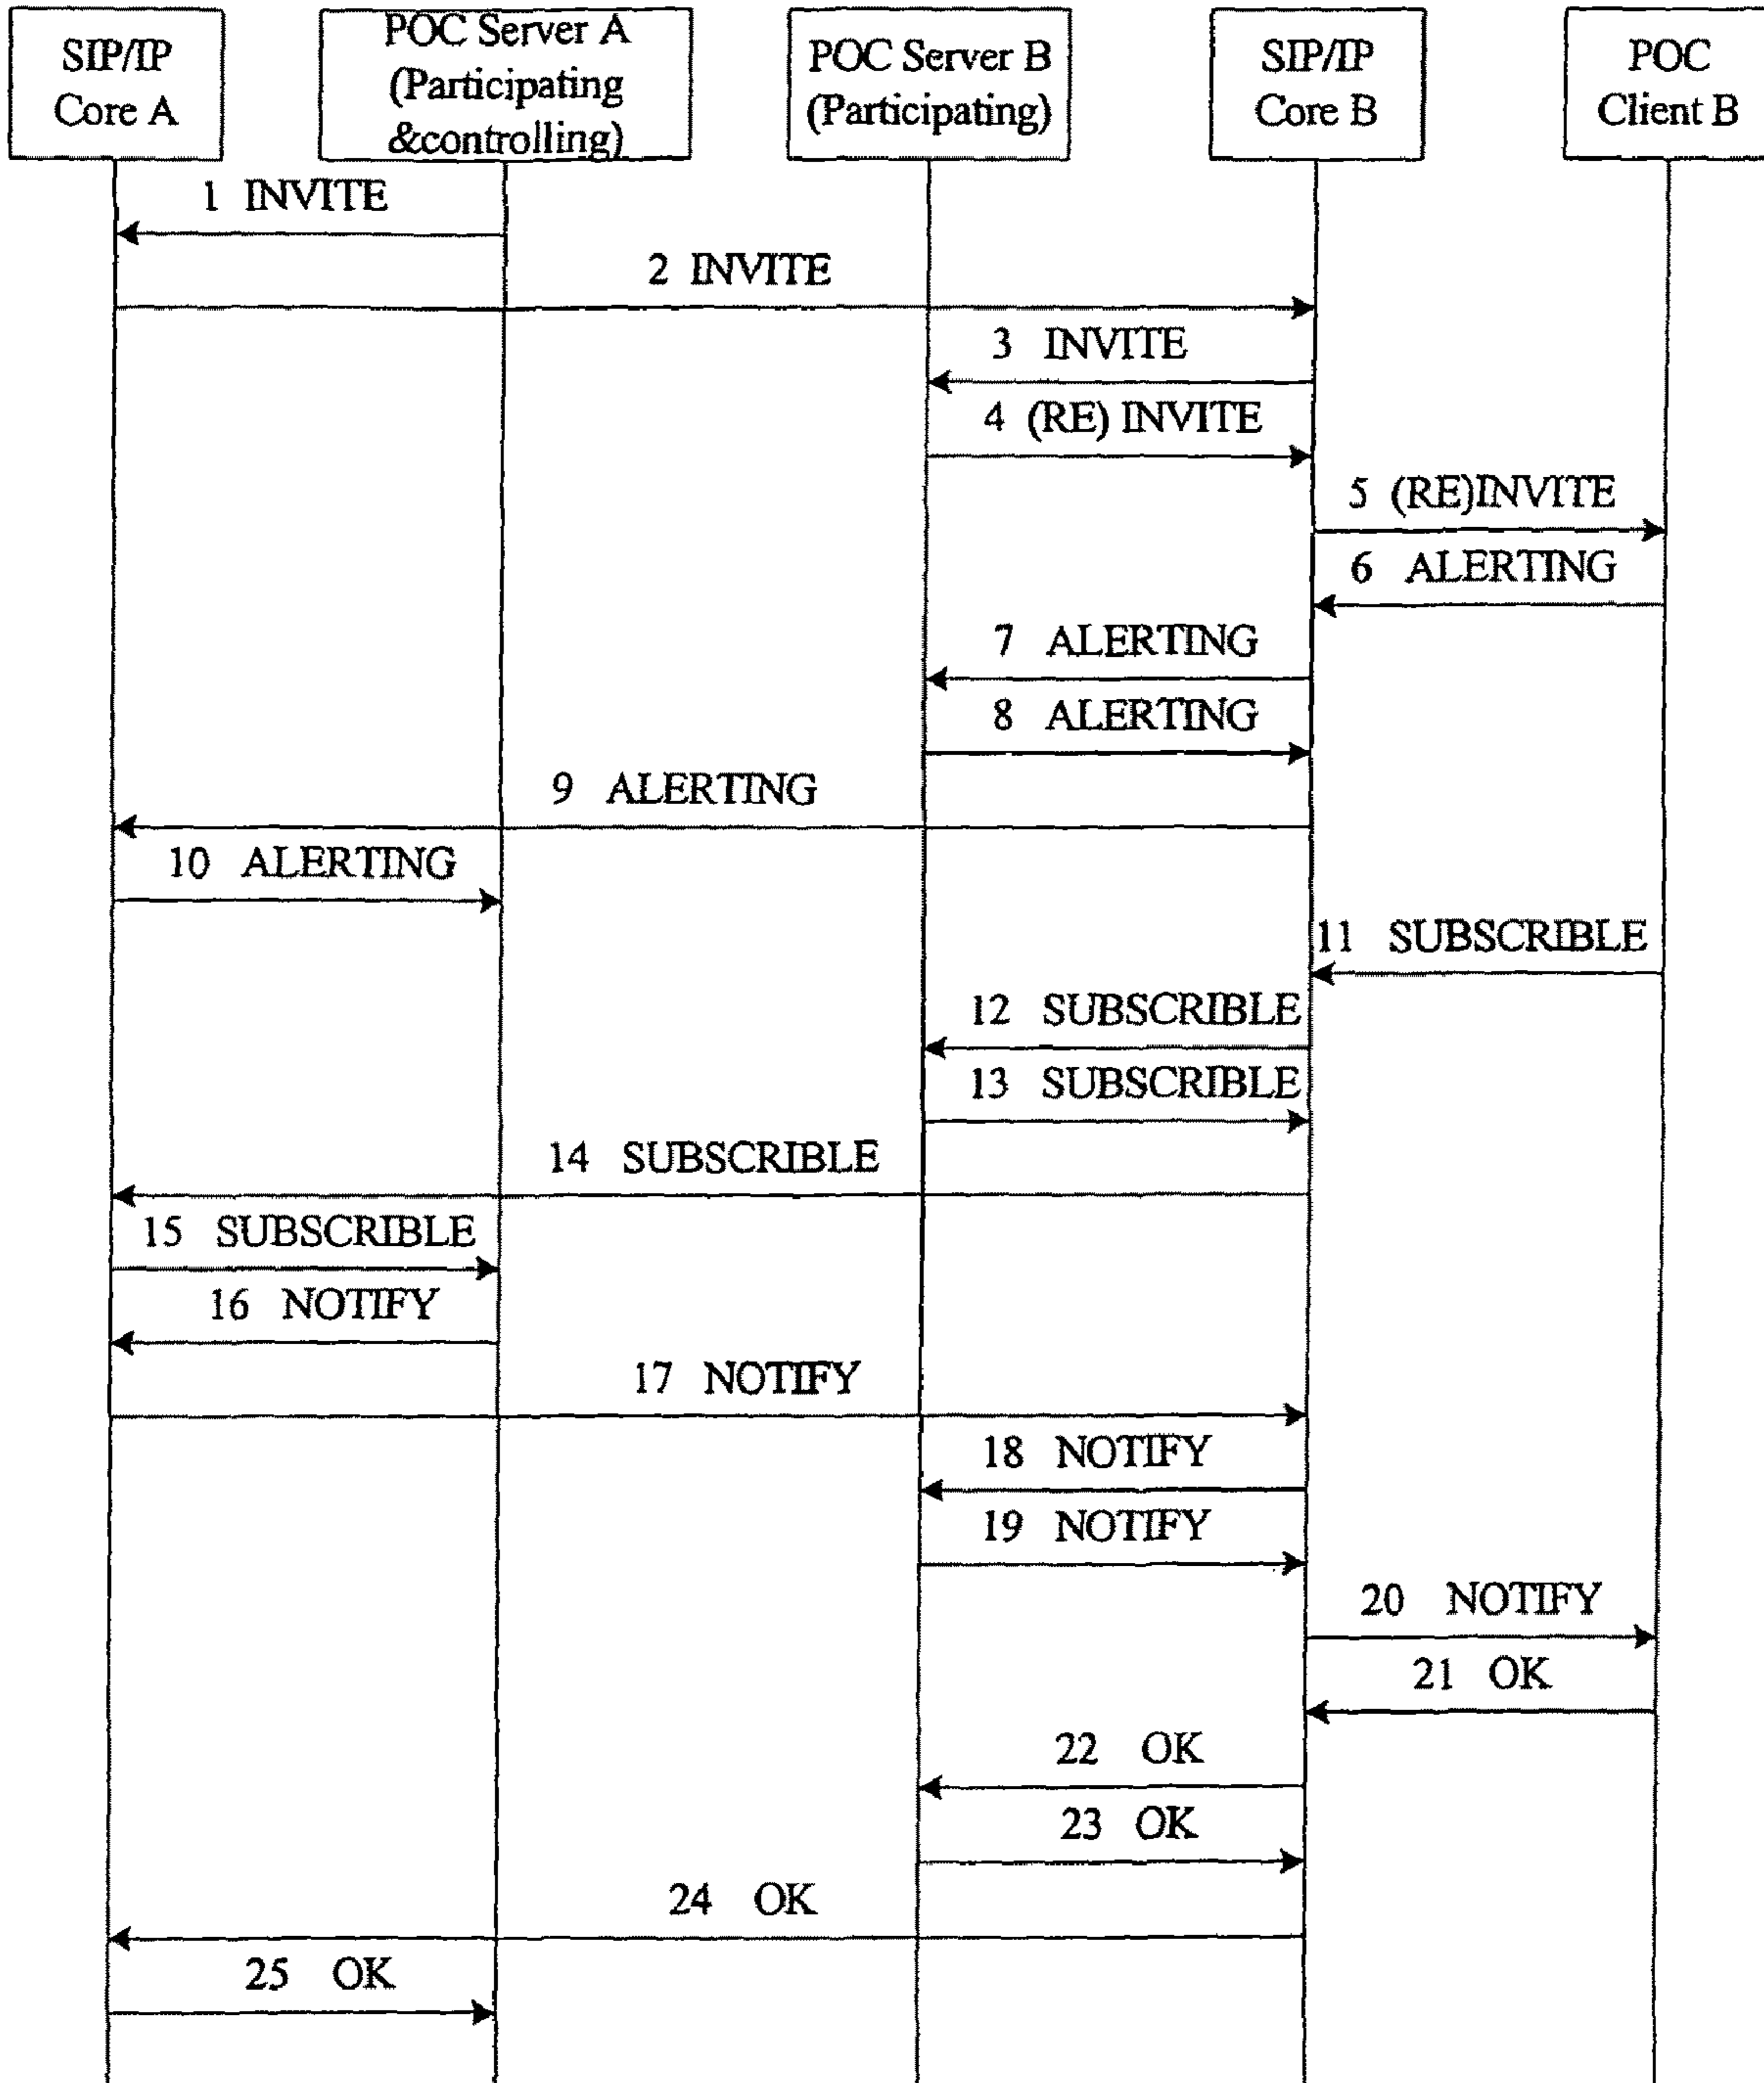 SIP/IP
Core A
POC Server A
(Participating
&controlling)
POC Server B
(Participating)
SIP/IP
Core B
POC
Client B
1 INVITE
2 INVITE
3 INVITE
4 (RE) INVITE
5 (RE)INVITE
6 ALERTING
7 ALERTING
8 ALERTING
9 ALERTING
10 ALERTING
11 SUBSCRIBLE
12 SUBSCRIBLE
13 SUBSCRIBLE
14 SUBSCRIBLE
15 SUBSCRIBLE
16 NOTIFY
17 NOTIFY
18 NOTIFY
19 NOTIFY
20 NOTIFY
21 OK
22 OK
23 OK
24 OK
25 OK